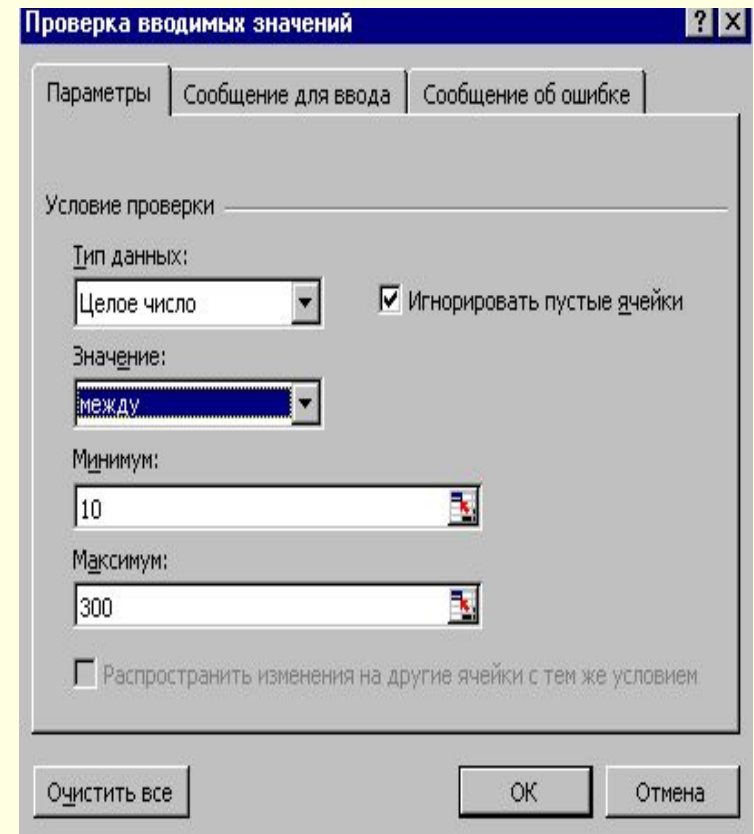 Проверка вводимых значений
Параметры Сообщение для ввода Сообщение об ошибке
Условие проверки
Тип данных:
Целое число Игнорировать пустые ячейки
Значение:
между
Минимум:
10
Максимум:
300
Распространить изменения на другие ячейки с тем же условием
Очистить все ОК Отмена